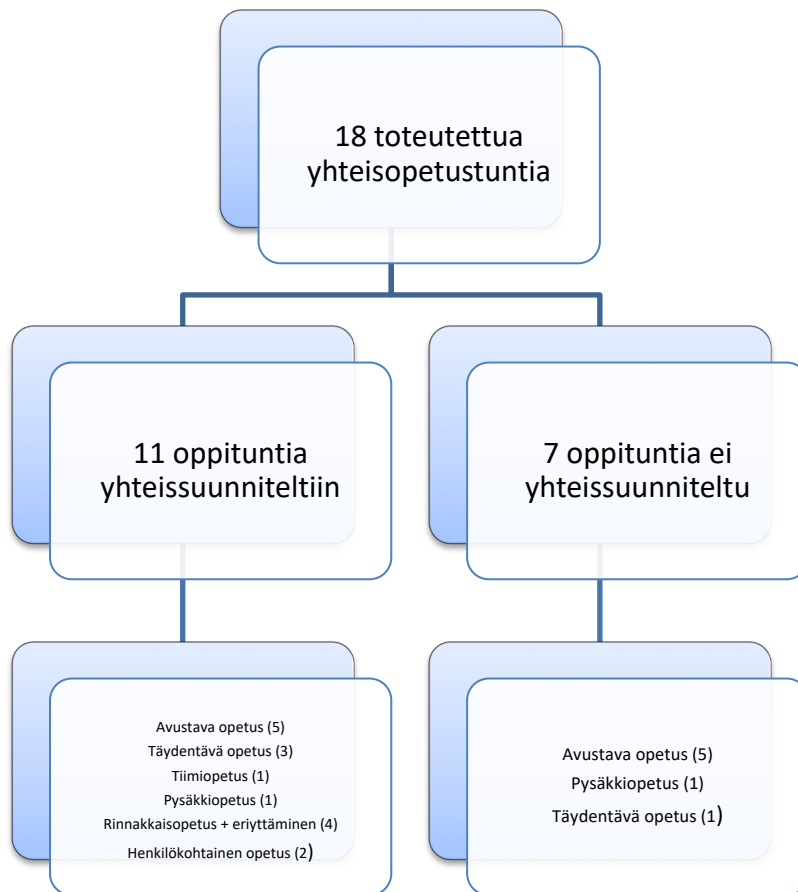 18 toteutettua
yhteisopetustuntia
11 oppituntia
yhteissuunniteltiin
7 oppituntia ei
yhteissuunniteltu
Avustava opetus (5)
Täydentävä opetus (3)
Tiimiopetus (1)
Pysäkkiopetus (1)
Rinnakkaisopetus + eriyttäminen (4)
Henkilökohtainen opetus (2)
Avustava opetus (5)
Pysäkkiopetus (1)
Täydentävä opetus (1)